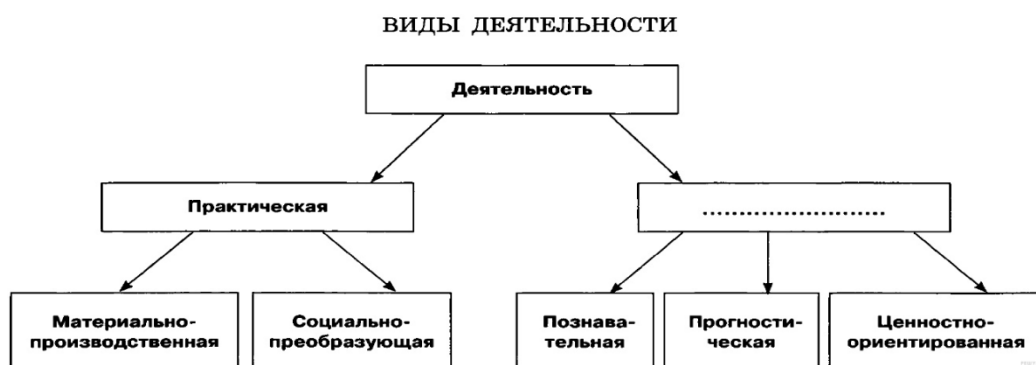 ВИДЫ ДЕЯТЕЛЬНОСТИ
Деятельность
Практическая
.........................
Материально-
производственная
Социально-
преобразующая
Познава-
тельная
Прогности-
ческая
Ценностно-
ориентированная